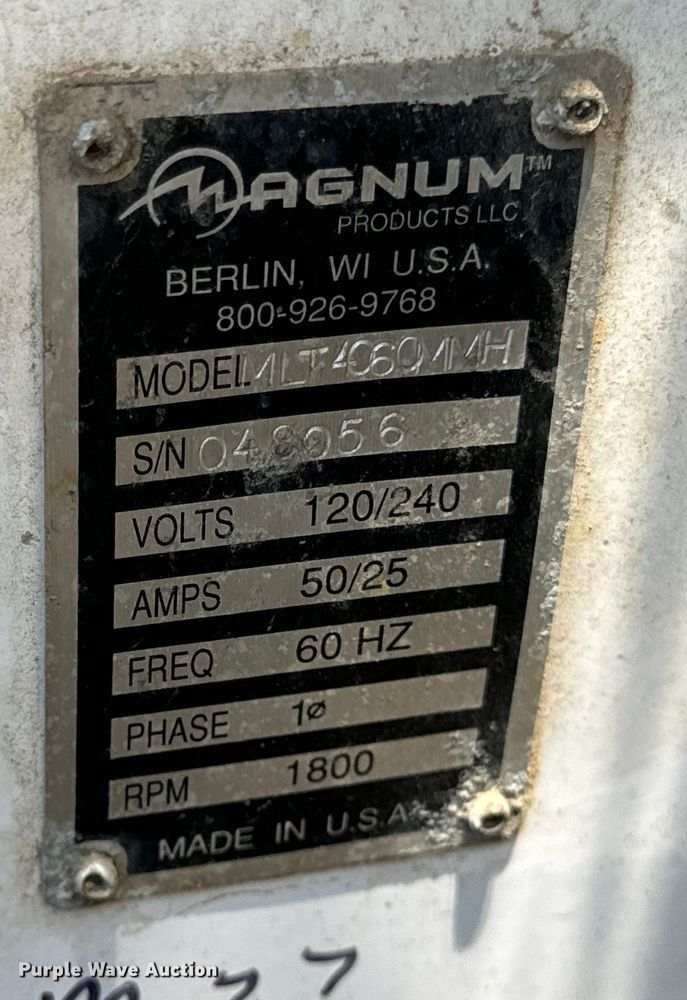 MAGNUM™
PRODUCTS LLC
BERLIN, WI U.S.A.
800-926-9768
MODEL MLT4060MMH
S/N 048056
VOLTS 120/240
AMPS 50/25
FREQ 60 HZ
PHASE 1ø
RPM 1800
MADE IN U.S.A
Purple Wave Auction